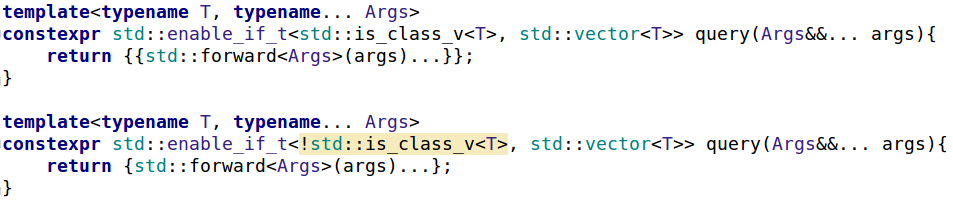 template<typename T, typename... Args>
constexpr std::enable_if_t<std::is_class_v<T>, std::vector<T>> query(Args&&... args){
    return {{std::forward<Args>(args)...}};
}

template<typename T, typename... Args>
constexpr std::enable_if_t<!std::is_class_v<T>, std::vector<T>> query(Args&&... args){
    return {std::forward<Args>(args)...};
}